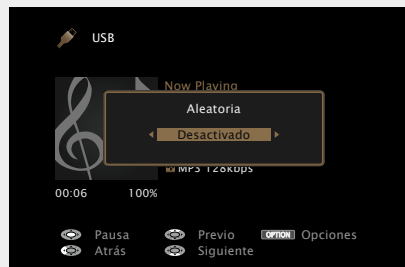 USB
Now Playing
Aleatoria
Desactivado
MP3 128kbps
00:06 100%
Pausa Previo OPTION Opciones
Atrás Siguiente